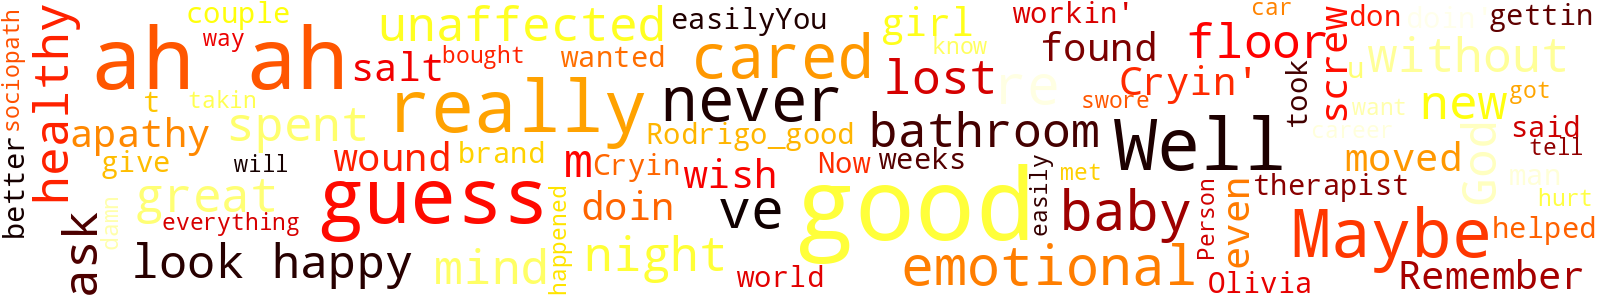 couple
unaffected
easilyYou
girl
workin'
car
don
gettin
sociopath
healthy
ah ah
way
salt
bought
wanted
cared
know
found
floor
screw
without
takin
t
really
never
lost
re
Cryin'
swore
took
u
want
new
got
apathy
spent
Rodrigo_good
bathroom
Well
career
God
said
tell
better
give
will
wound
brand
m
Cryin
wish
Now
weeks
easily
met
moved
man
great
guess
doin
ve
good
baby
Person
even
therapist
hurt
ask
damn
everything
happened
Maybe
helped
look happy
mind
night
world
emotional
Olivia
Remember